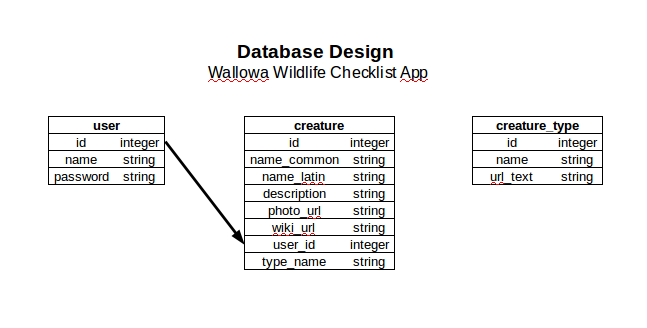 Database Design
Wallowa Wildlife Checklist App
user
id integer
name string
password string
creature
id integer
name_common string
name_latin string
description string
photo_url string
wiki_url string
user_id integer
type_name string
creature_type
id integer
name string
url_text string